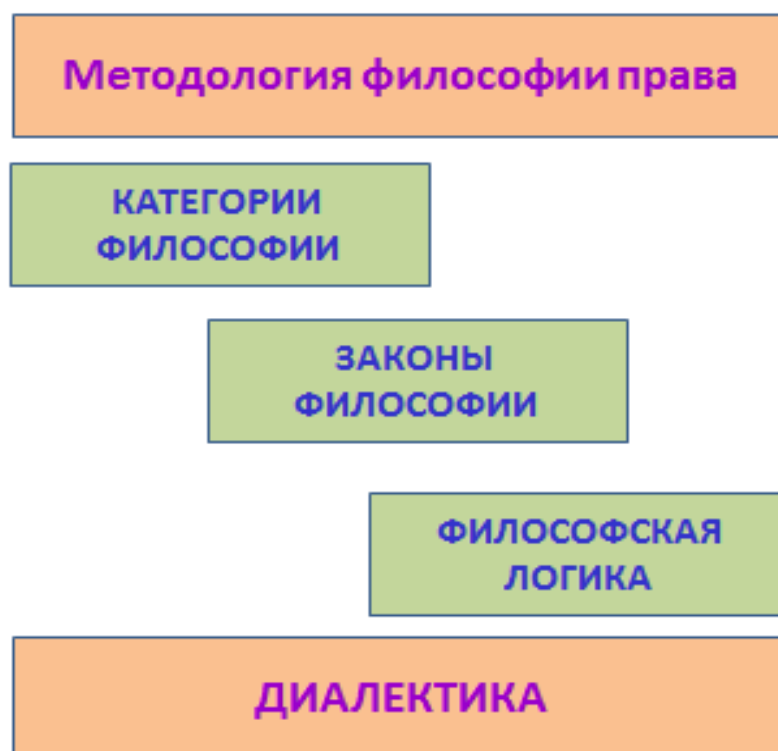 Методология философии права
КАТЕГОРИИ
ФИЛОСОФИИ
ЗАКОНЫ
ФИЛОСОФИИ
ФИЛОСОФСКАЯ
ЛОГИКА
ДИАЛЕКТИКА